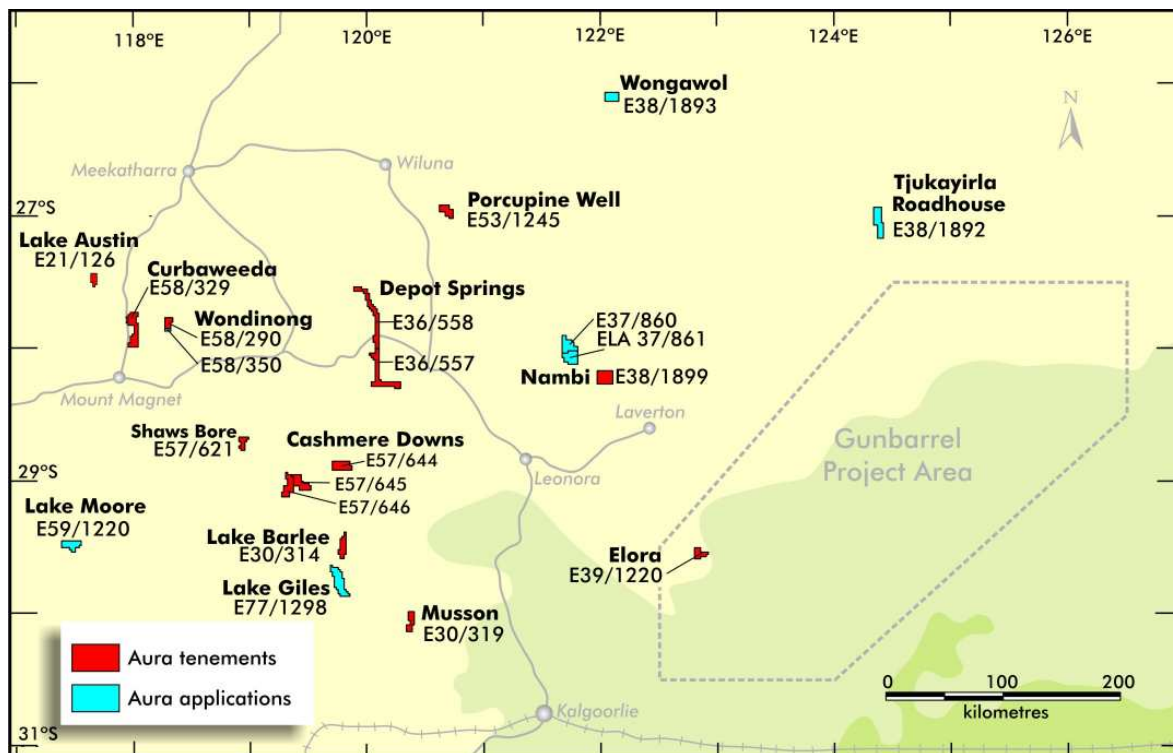 118°E
120°E
122°E
124°E
126°E
Wongawol
E38/1893
N
Meekatharra
Wiluna
Porcupine Well
E53/1245
Tjukayirla
Roadhouse
E38/1892
27°S
Lake Austin
E21/126
Curbaweeda
E58/329
Wondinong
E58/290
E58/350
Depot Springs
E36/558
E36/557
E37/860
ELA 37/861
Nambi
E38/1899
Mount Magnet
Laverton
Shaws Bore
E57/621
Cashmere Downs
E57/644
E57/645
E57/646
Leonora
Gunbarrel
Project Area
29°S
Lake Moore
E59/1220
Lake Barlee
E30/314
Lake Giles
E77/1298
Elora
E39/1220
Musson
E30/319
Aura tenements
Aura applications
Kalgoorlie
0
100
200
kilometres
31°S